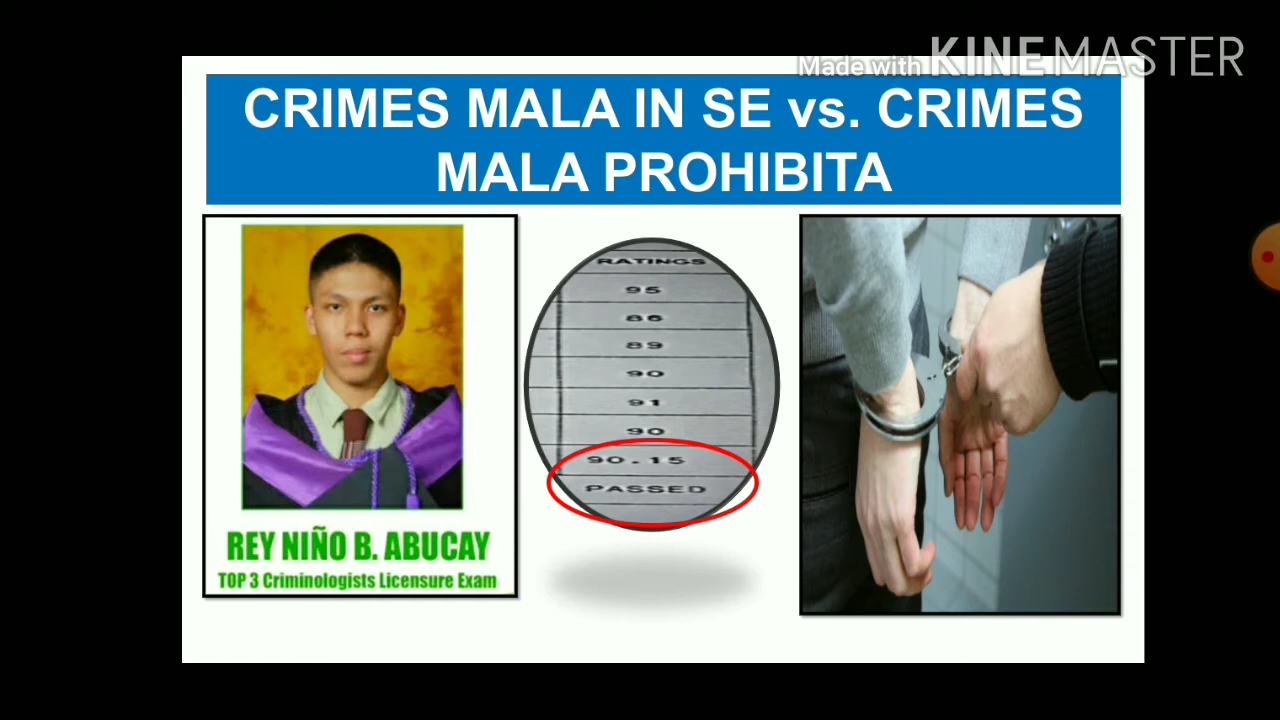 Made with KINEMASTER
CRIMES MALA IN SE vs. CRIMES
MALA PROHIBITA
RATINGS
95
86
89
90
91
90
90.15
PASSED
REY NIÑO B. ABUCAY
TOP 3 Criminologists Licensure Exam